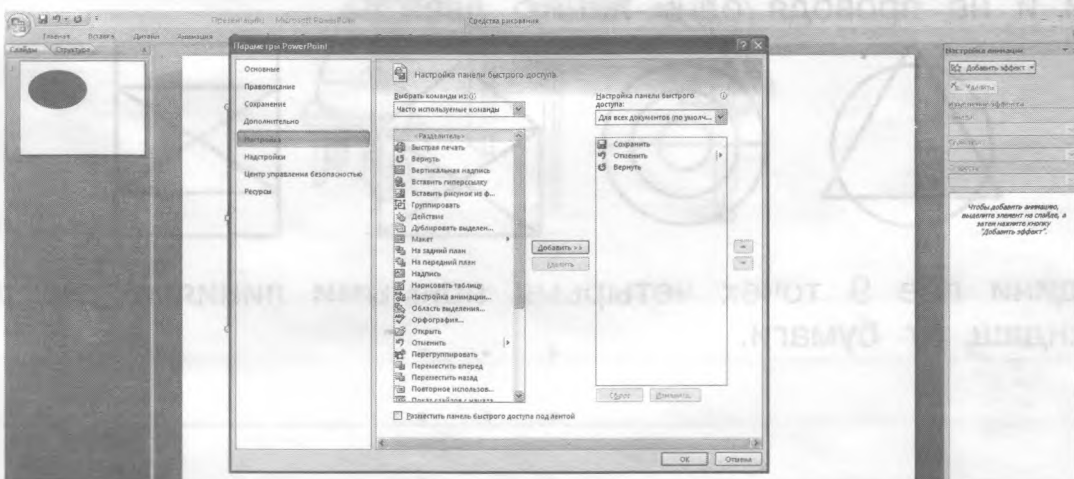 Microsoft PowerPoint
Средства рисования
Главная Вставка Дизайн Анимация
Слайды Структура
Параметры PowerPoint
Основные
Правописание
Сохранение
Дополнительно
Настройка
Надстройки
Центр управления безопасностью
Ресурсы
Настройка панели быстрого доступа.
Выбрать команды из:
Часто используемые команды
<Разделитель>
Быстрая печать
Вернуть
Вертикальная надпись
Вставить гиперссылку
Вставить рисунок из ф...
Группировать
Действие
Дублировать выделен...
Макет
На задний план
На передний план
Надпись
Нарисовать таблицу
Настройка анимации...
Область выделения...
Орфография...
Открыть
Отменить
Перегруппировать
Переместить вперед
Переместить назад
Повторное использов...
Показ слайдов с начала
Добавить >>
Удалить
Настройка панели быстрого
доступа:
Для всех документов (по умолч...
Сохранить
Отменить
Вернуть
Сброс
Изменить...
Разместить панель быстрого доступа под лентой
ОК
Отмена
Настройка анимации
Добавить эффект
Удалить
Чтобы добавить анимацию,
выделите элемент на слайде, а
затем нажмите кнопку
"Добавить эффект".